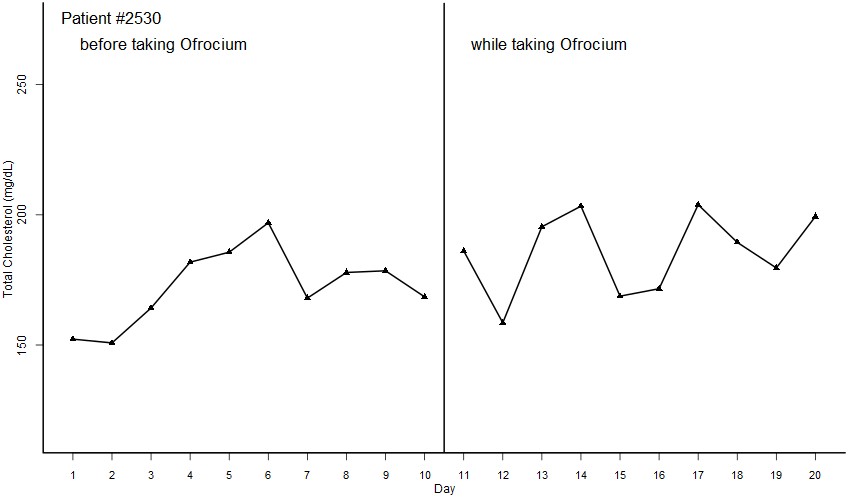 Patient #2530
before taking Ofrocium
while taking Ofrocium
Total Cholesterol (mg/dL)
250
200
150
1 2 3 4 5 6 7 8 9 10 11 12 13 14 15 16 17 18 19 20
Day